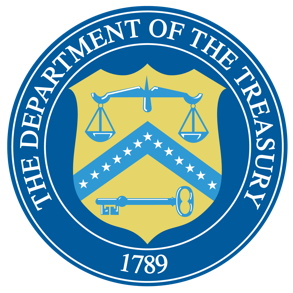 THE DEPARTMENT OF THE TREASURY
1789